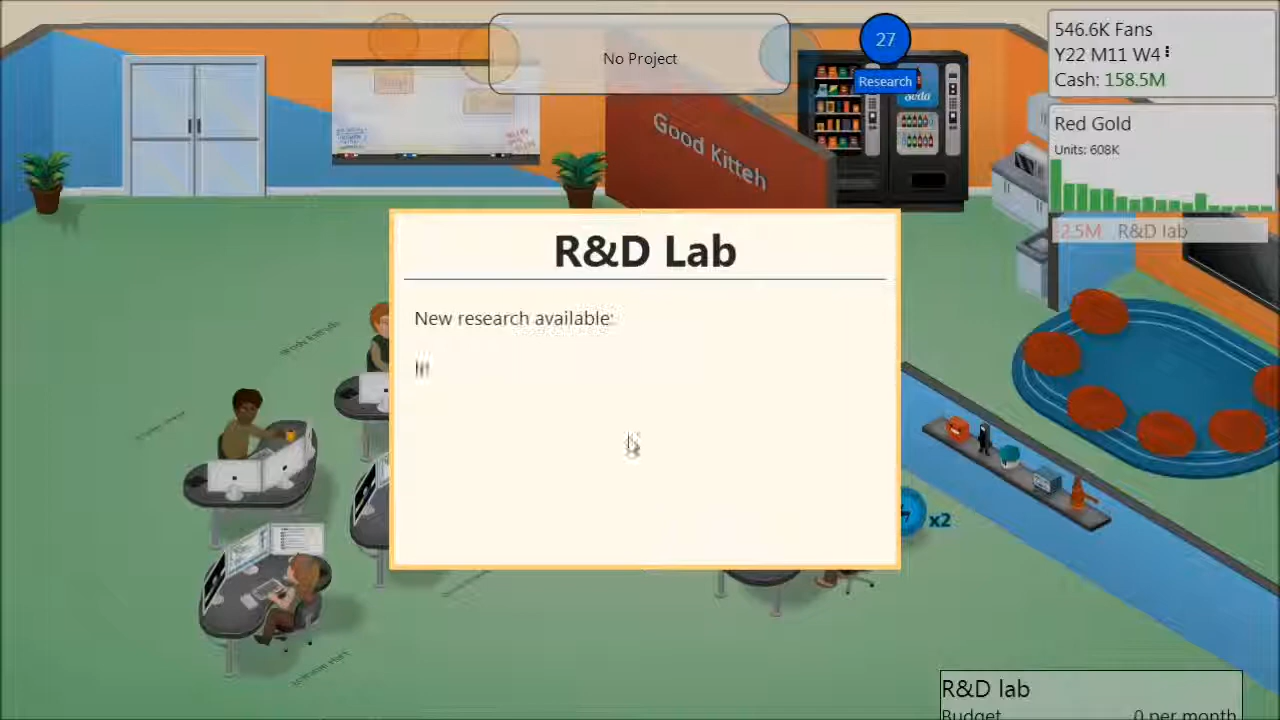 No Project
27
Research
Soda
Good Kitteh
546.6K Fans
Y22 M11 W4
Cash: 158.5M
Red Gold
Units: 608K
2.5M R&D lab
R&D Lab
New research available:
x2
R&D lab
Budget 0 per month